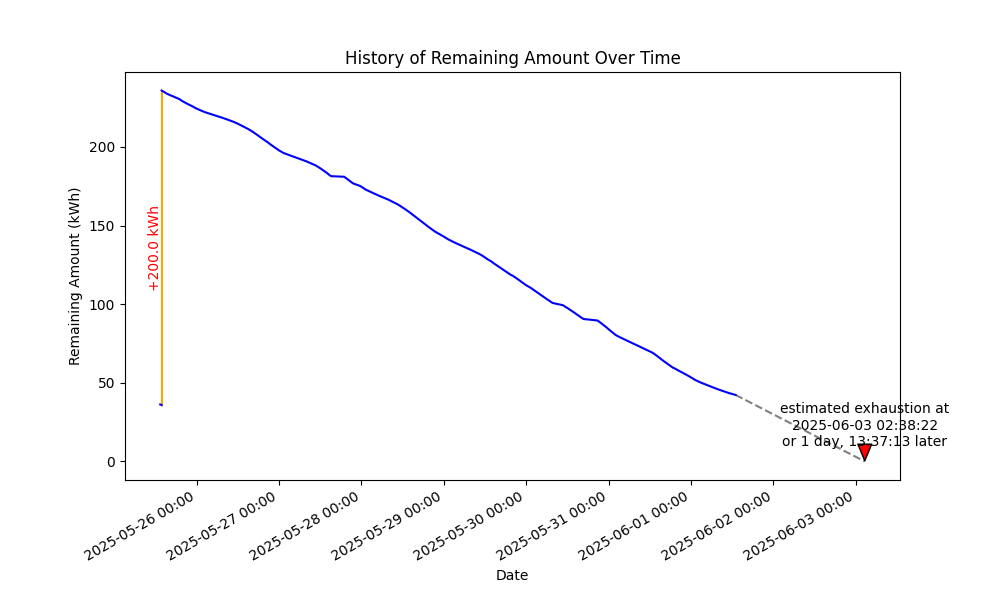 History of Remaining Amount Over Time
Remaining Amount (kWh)
200
150
100
50
0
+200.0 kWh
estimated exhaustion at
2025-06-03 02:38:22
or 1 day, 13:37:13 later
2025-05-26 00:00
2025-05-27 00:00
2025-05-28 00:00
2025-05-29 00:00
2025-05-30 00:00
2025-05-31 00:00
2025-06-01 00:00
2025-06-02 00:00
2025-06-03 00:00
Date